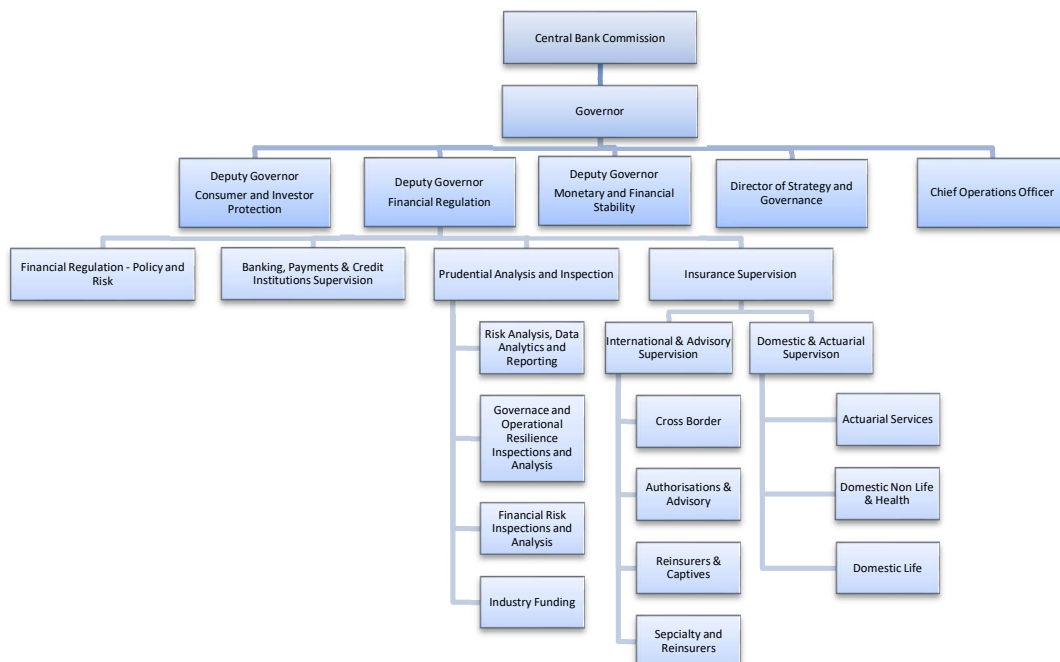 Central Bank Commission
Governor
Deputy Governor
Consumer and Investor
Protection
Deputy Governor
Financial Regulation
Deputy Governor
Monetary and Financial
Stability
Director of Strategy and
Governance
Chief Operations Officer
Financial Regulation - Policy and
Risk
Banking, Payments & Credit
Institutions Supervision
Prudential Analysis and Inspection
Insurance Supervision
Risk Analysis, Data
Analytics and
Reporting
Governace and
Operational
Resilience
Inspections and
Analysis
Financial Risk
Inspections and
Analysis
Industry Funding
International & Advisory
Supervision
Cross Border
Authorisations &
Advisory
Reinsurers &
Captives
Sepcialty and
Reinsurers
Domestic & Actuarial
Supervison
Actuarial Services
Domestic Non Life
& Health
Domestic Life